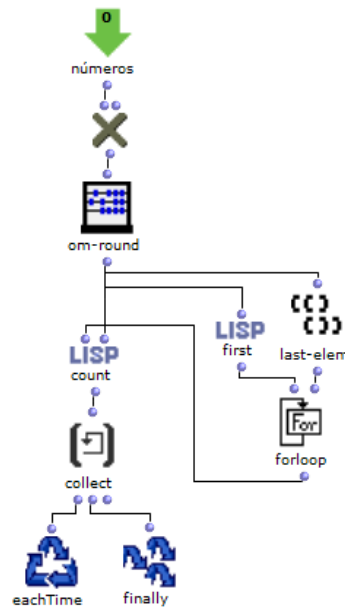 0
números
om-round
LISP
first
last-elem
LISP
count
For
forloop
collect
eachTime
finally